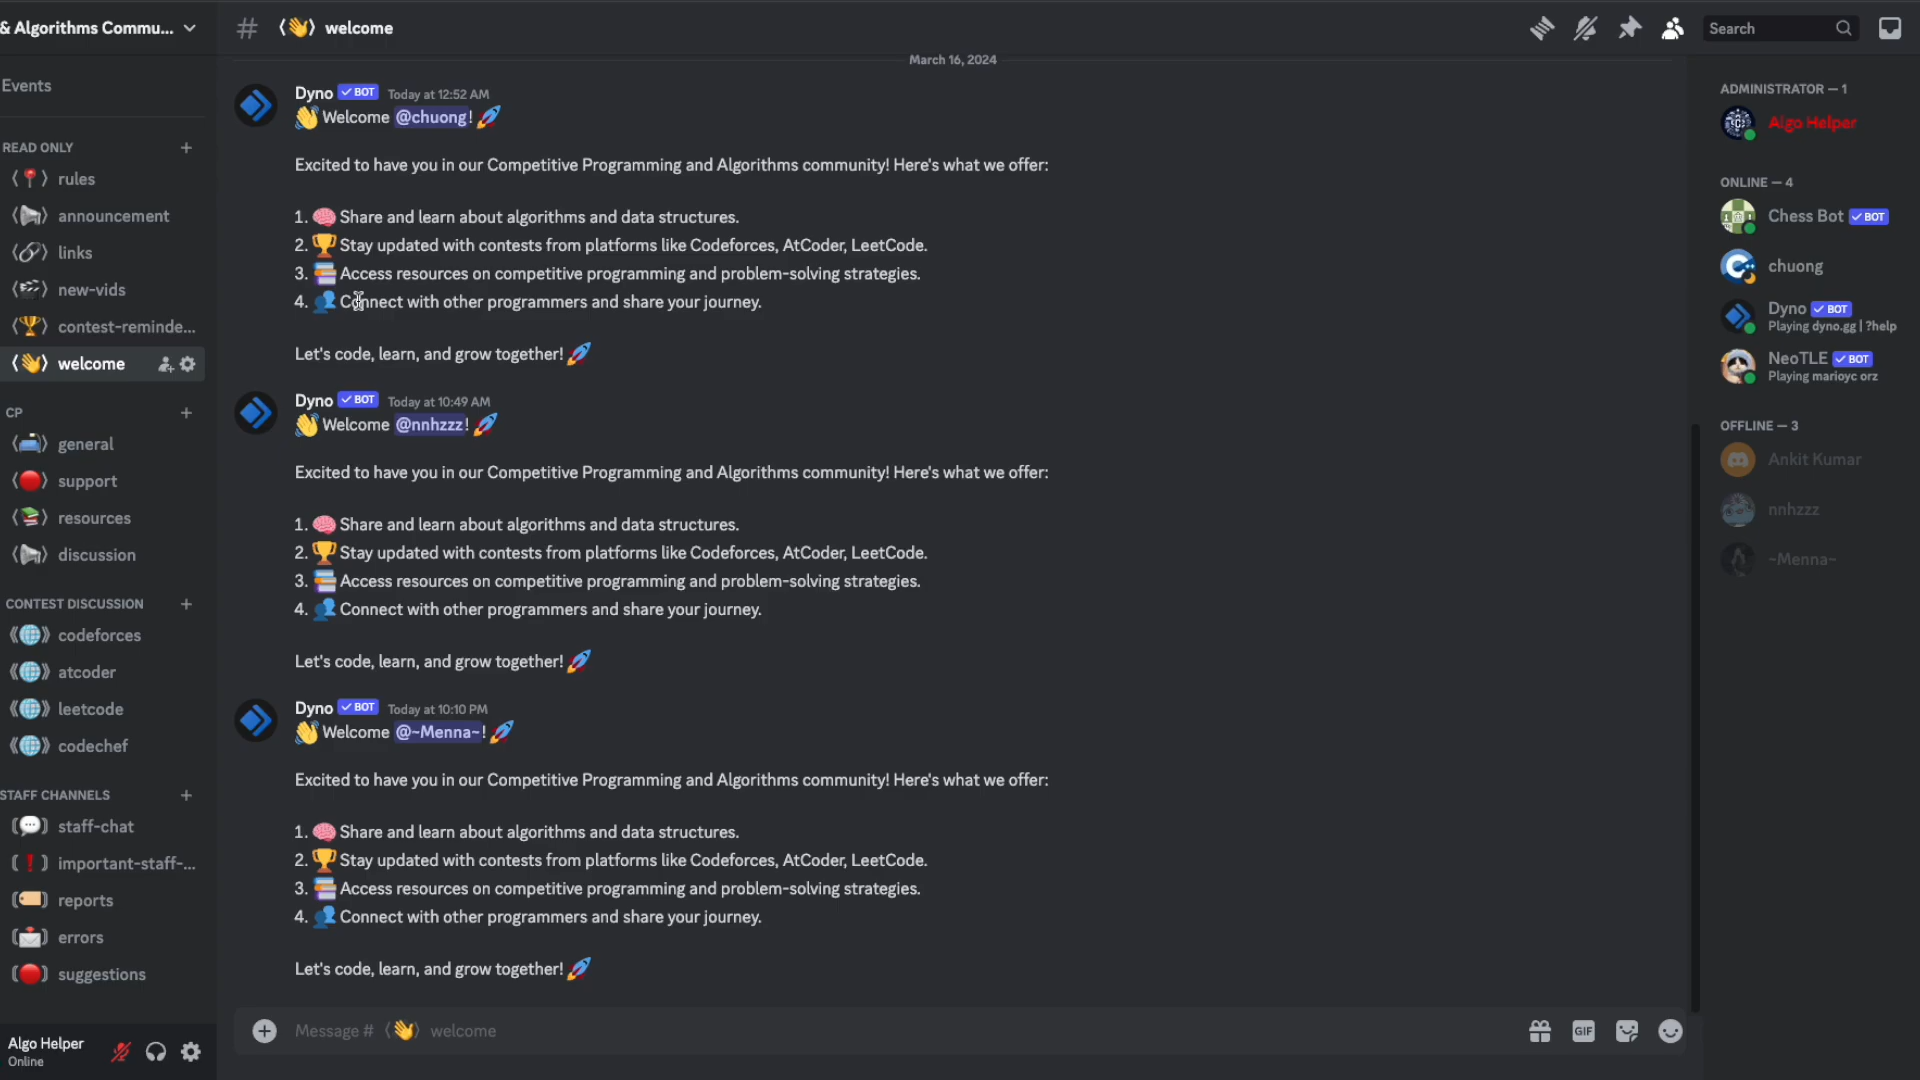 & Algorithms Commu...
Events
READ ONLY
rules
announcement
links
new-vids
contest-reminde...
welcome
CP
general
support
resources
discussion
CONTEST DISCUSSION
codeforces
atcoder
leetcode
codechef
STAFF CHANNELS
staff-chat
important-staff-...
reports
errors
suggestions
Algo Helper
Online
# welcome
Search
March 16, 2024
Dyno BOT Today at 12:52 AM
👋 Welcome @chuong! 🚀
Excited to have you in our Competitive Programming and Algorithms community! Here's what we offer:
1. 🧠 Share and learn about algorithms and data structures.
2. 🏆 Stay updated with contests from platforms like Codeforces, AtCoder, LeetCode.
3. 📚 Access resources on competitive programming and problem-solving strategies.
4. 👥 Connect with other programmers and share your journey.
Let's code, learn, and grow together! 🚀
Dyno BOT Today at 10:49 AM
👋 Welcome @nnhzzz! 🚀
Excited to have you in our Competitive Programming and Algorithms community! Here's what we offer:
1. 🧠 Share and learn about algorithms and data structures.
2. 🏆 Stay updated with contests from platforms like Codeforces, AtCoder, LeetCode.
3. 📚 Access resources on competitive programming and problem-solving strategies.
4. 👥 Connect with other programmers and share your journey.
Let's code, learn, and grow together! 🚀
Dyno BOT Today at 10:10 PM
👋 Welcome @~Menna~! 🚀
Excited to have you in our Competitive Programming and Algorithms community! Here's what we offer:
1. 🧠 Share and learn about algorithms and data structures.
2. 🏆 Stay updated with contests from platforms like Codeforces, AtCoder, LeetCode.
3. 📚 Access resources on competitive programming and problem-solving strategies.
4. 👥 Connect with other programmers and share your journey.
Let's code, learn, and grow together! 🚀
Message # (👋) welcome
GIF
ADMINISTRATOR — 1
Algo Helper
ONLINE — 4
Chess Bot BOT
chuong
Dyno BOT
Playing dyno.gg | ?help
NeoTLE BOT
Playing marioyc orz
OFFLINE — 3
Ankit Kumar
nnhzzz
~Menna~